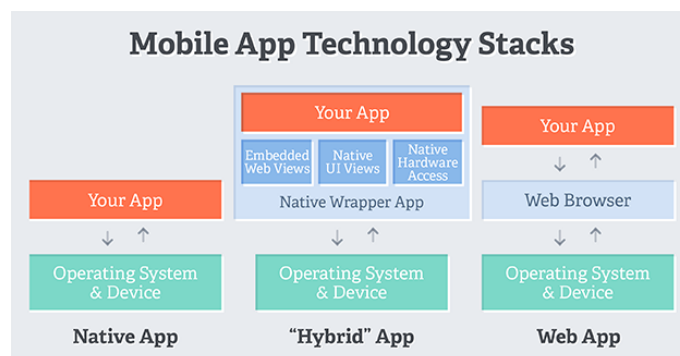 Mobile App Technology Stacks
Your App
Operating System
& Device
Native App
Your App
Embedded
Web Views
Native
UI Views
Native
Hardware
Access
Native Wrapper App
Operating System
& Device
“Hybrid” App
Your App
Web Browser
Operating System
& Device
Web App